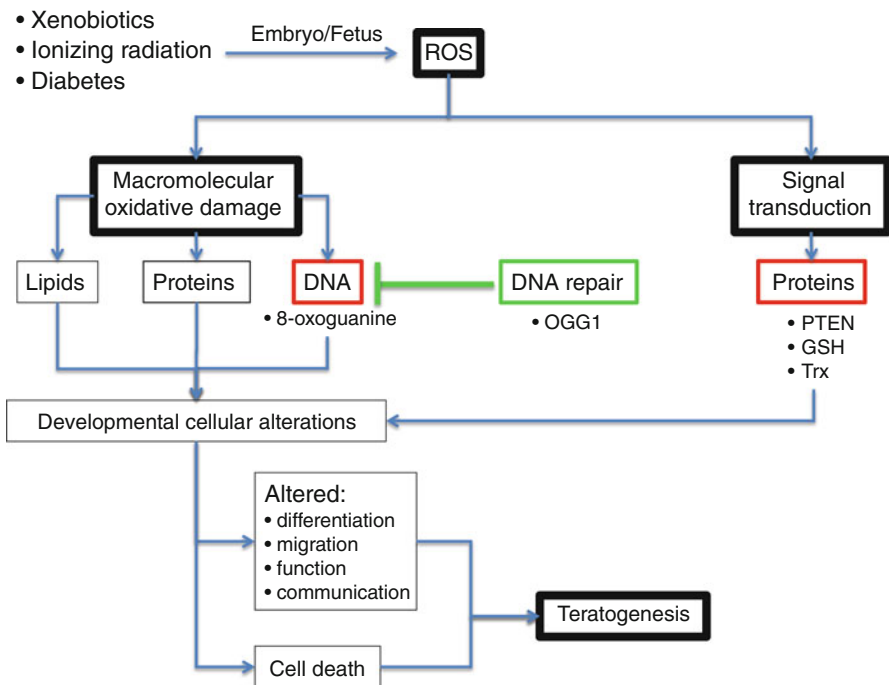 • Xenobiotics
• Ionizing radiation
• Diabetes
Embryo/Fetus
ROS
Macromolecular
oxidative damage
Signal
transduction
Lipids
Proteins
DNA
• 8-oxoguanine
DNA repair
• OGG1
Proteins
• PTEN
• GSH
• Trx
Developmental cellular alterations
Altered:
• differentiation
• migration
• function
• communication
Teratogenesis
Cell death